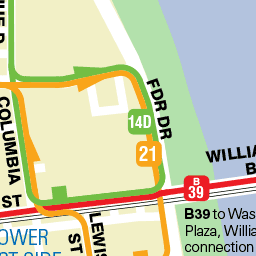 UE D
FDR DR
COLUMBIA
ST
14D
21
LEWIS
ST
WILLIA
B
B
39
B39 to Was
Plaza, Willia
connection
OWER
ST SIDE